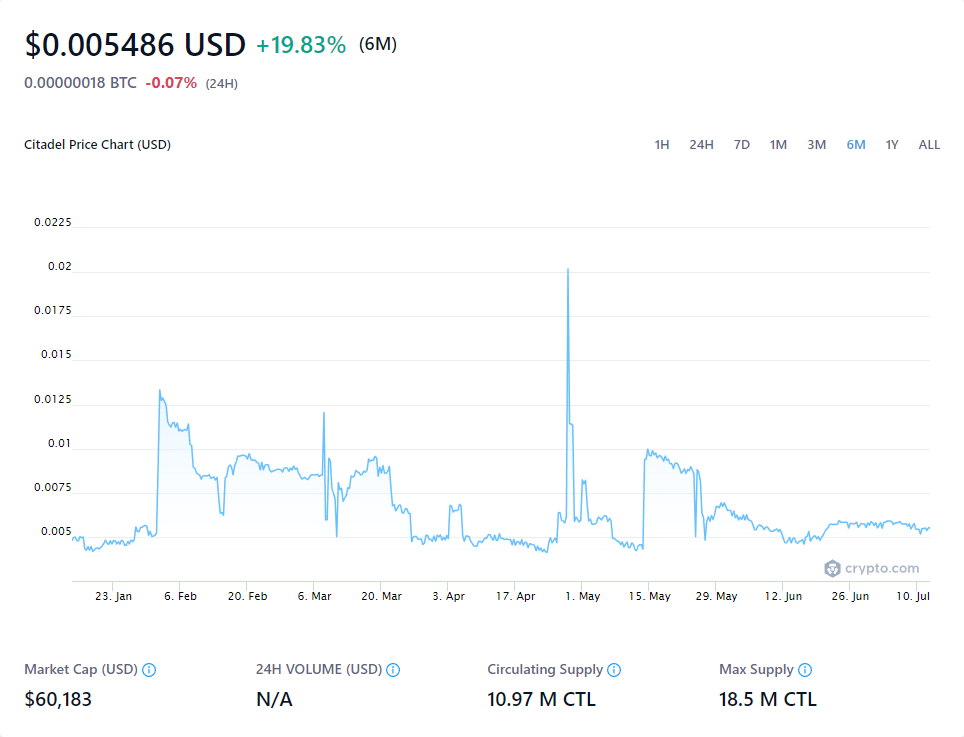 $0.005486 USD +19.83% (6M)
0.00000018 BTC -0.07% (24H)
Citadel Price Chart (USD) 1H 24H 7D 1M 3M 6M 1Y ALL
0.0225
0.02
0.0175
0.015
0.0125
0.01
0.0075
0.005
crypto.com
23. Jan 6. Feb 20. Feb 6. Mar 20. Mar 3. Apr 17. Apr 1. May 15. May 29. May 12. Jun 26. Jun 10. Jul
Market Cap (USD) 24H VOLUME (USD) Circulating Supply Max Supply
$60,183 N/A 10.97 M CTL 18.5 M CTL